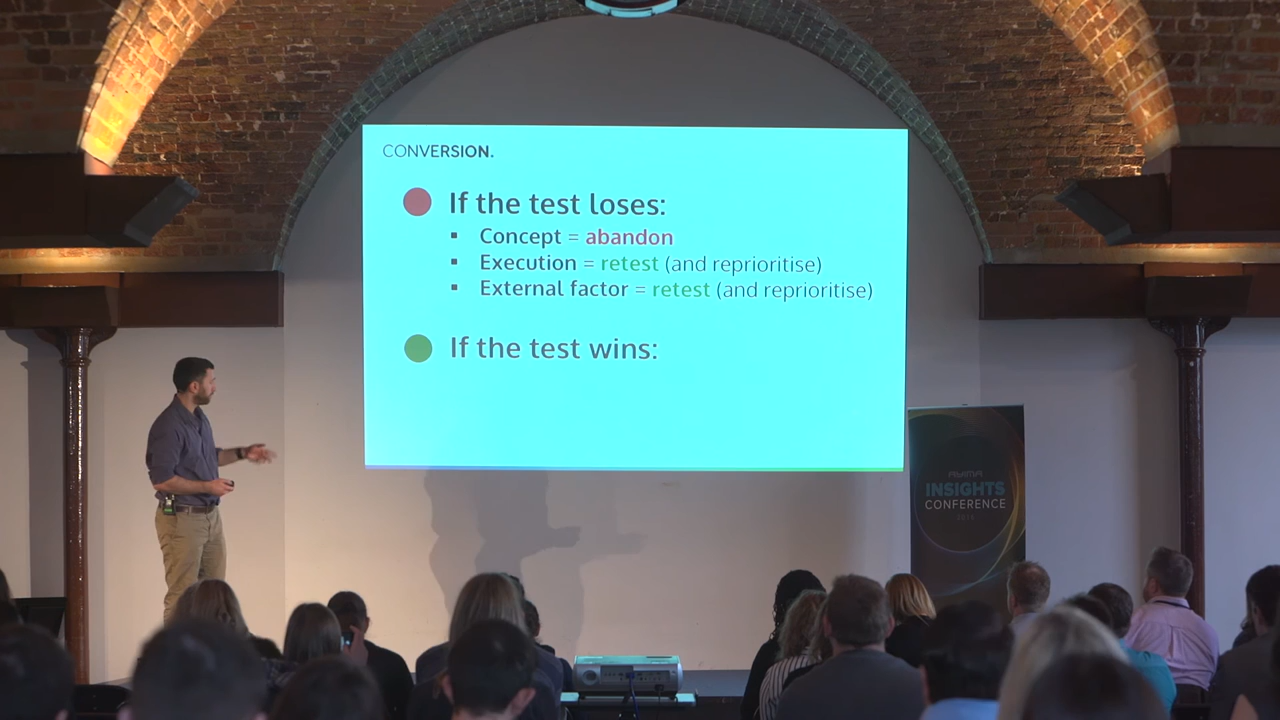 CONVERSION.
If the test loses:
Concept = abandon
Execution = retest (and reprioritise)
External factor = retest (and reprioritise)
If the test wins:
AYIMA
INSIGHTS
CONFERENCE